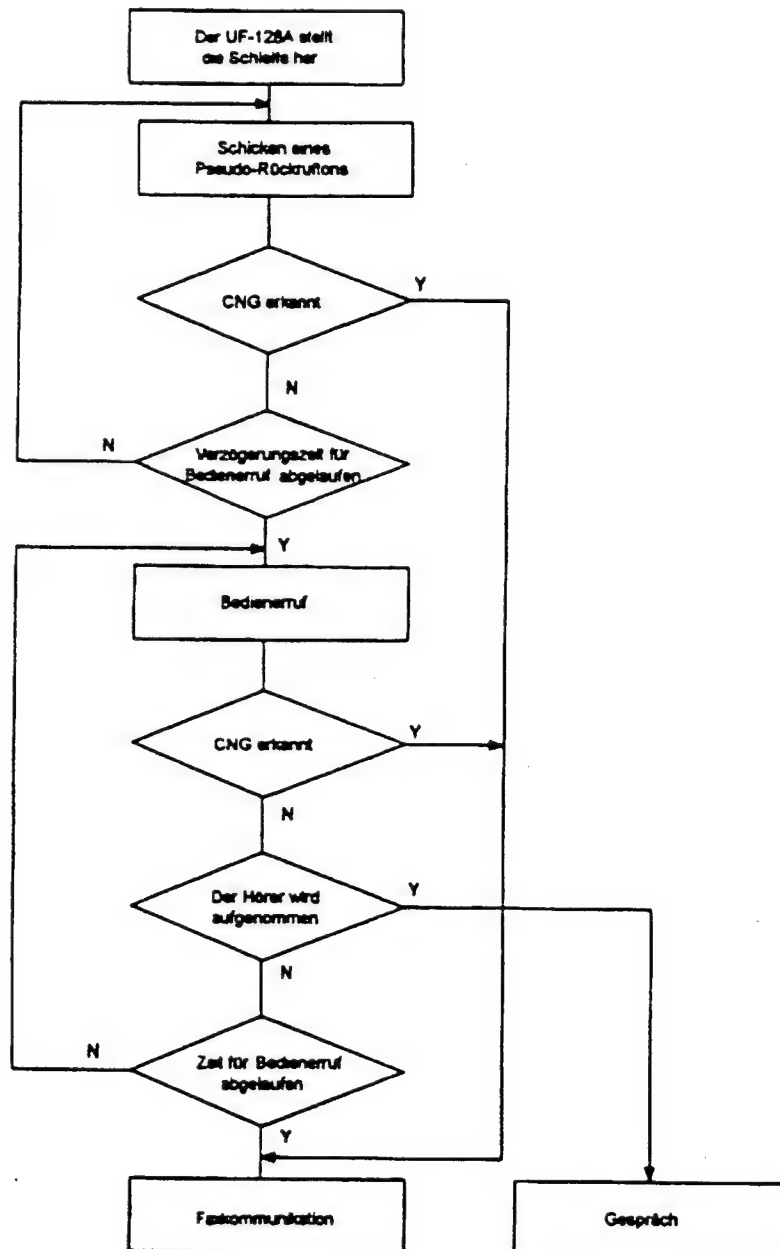 Der UF-128A stellt
die Schleife her
Schicken eines
Pseudo-Rückruftons
CNG erkannt
Y
N
Verzögerungszeit für
Bedienerruf abgelaufen
N
Y
Bedienerruf
CNG erkannt
Y
N
Der Hörer wird
aufgenommen
Y
N
Zeit für Bedienerruf
abgelaufen
N
Y
Faxkommunikation
Gespräch